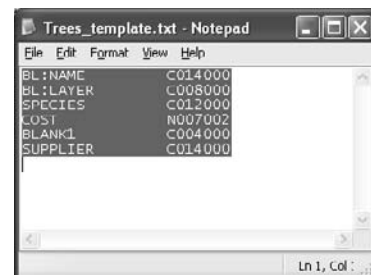 Trees_template.txt - Notepad
File Edit Format View Help
BL:NAME C014000
BL:LAYER C008000
SPECIES C012000
COST N007002
BLANK1 C004000
SUPPLIER C014000
Ln 1, Col